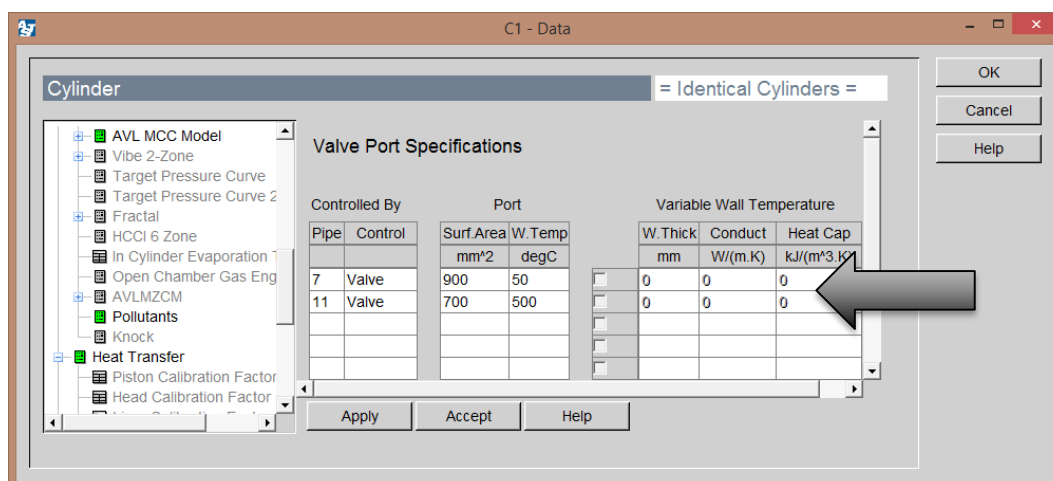 C1 - Data
Cylinder
= Identical Cylinders =
OK
Cancel
Help
AVL MCC Model
Vibe 2-Zone
Target Pressure Curve
Target Pressure Curve 2
Fractal
HCCI 6 Zone
In Cylinder Evaporation
Open Chamber Gas Eng
AVLMZCM
Pollutants
Knock
Heat Transfer
Piston Calibration Factor
Head Calibration Factor
Valve Port Specifications
Controlled By Port Variable Wall Temperature
Pipe Control Surf.Area W.Temp W.Thick Conduct Heat Cap
mm^2 degC mm W/(m.K) kJ/(m^3.K)
7 Valve 900 50 0 0 0
11 Valve 700 500 0 0 0
Apply Accept Help